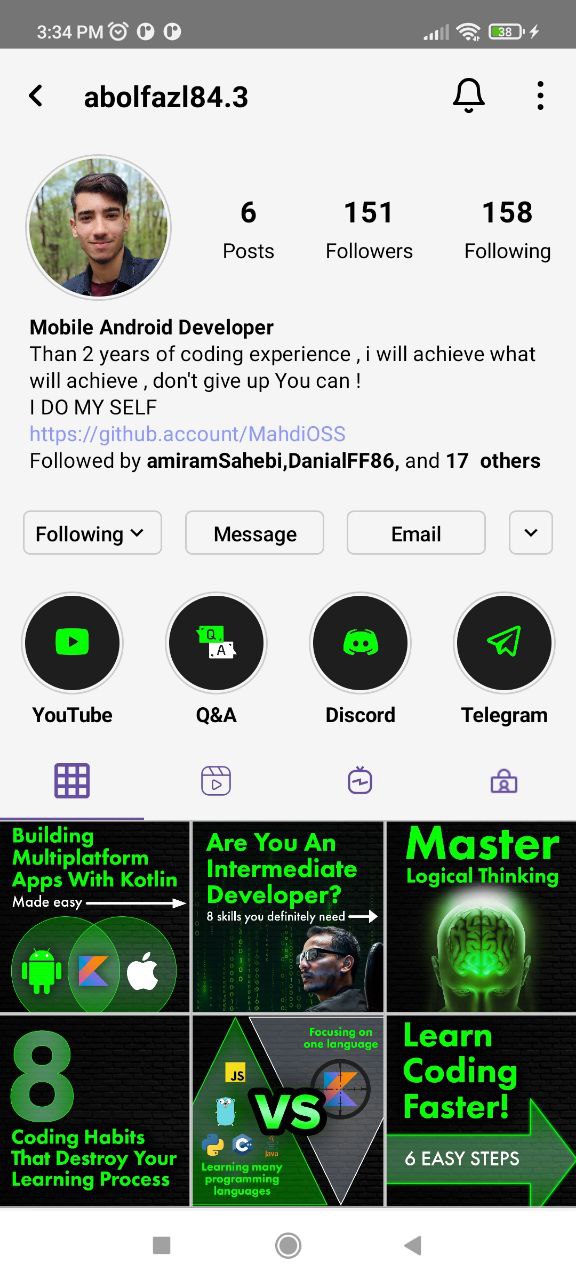 3:34 PM
38
abolfazl84.3
6
151
158
Posts
Followers
Following
Mobile Android Developer
Than 2 years of coding experience , i will achieve what
will achieve , don't give up You can !
I DO MY SELF
https://github.account/MahdiOSS
Followed by amiramSahebi,DanialFF86, and 17 others
Following
Message
Email
Q
A
YouTube
Q&A
Discord
Telegram
Building
Multiplatform
Apps With Kotlin
Made easy
Are You An
Intermediate
Developer?
8 skills you definitely need
Master
Logical Thinking
8
Coding Habits
That Destroy Your
Learning Process
Focusing on
one language
JS
VS
Java
Learning many
programming
languages
Learn
Coding
Faster!
6 EASY STEPS